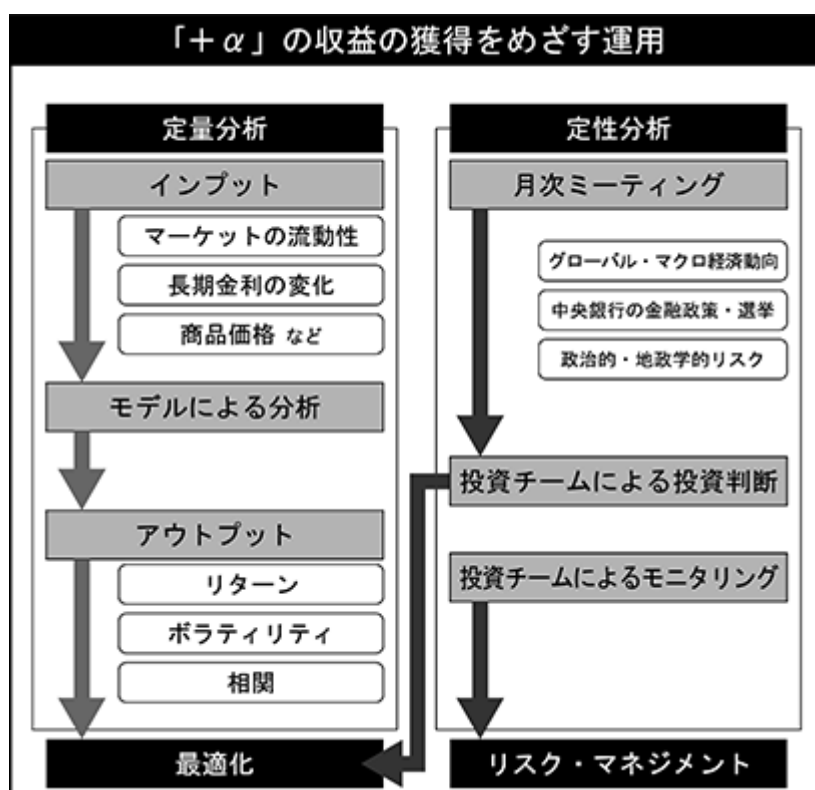 「＋α」の収益の獲得をめざす運用
定量分析
インプット
マーケットの流動性
長期金利の変化
商品価格 など
モデルによる分析
アウトプット
リターン
ボラティリティ
相関
最適化
定性分析
月次ミーティング
グローバル・マクロ経済動向
中央銀行の金融政策・選挙
政治的・地政学的リスク
投資チームによる投資判断
投資チームによるモニタリング
リスク・マネジメント